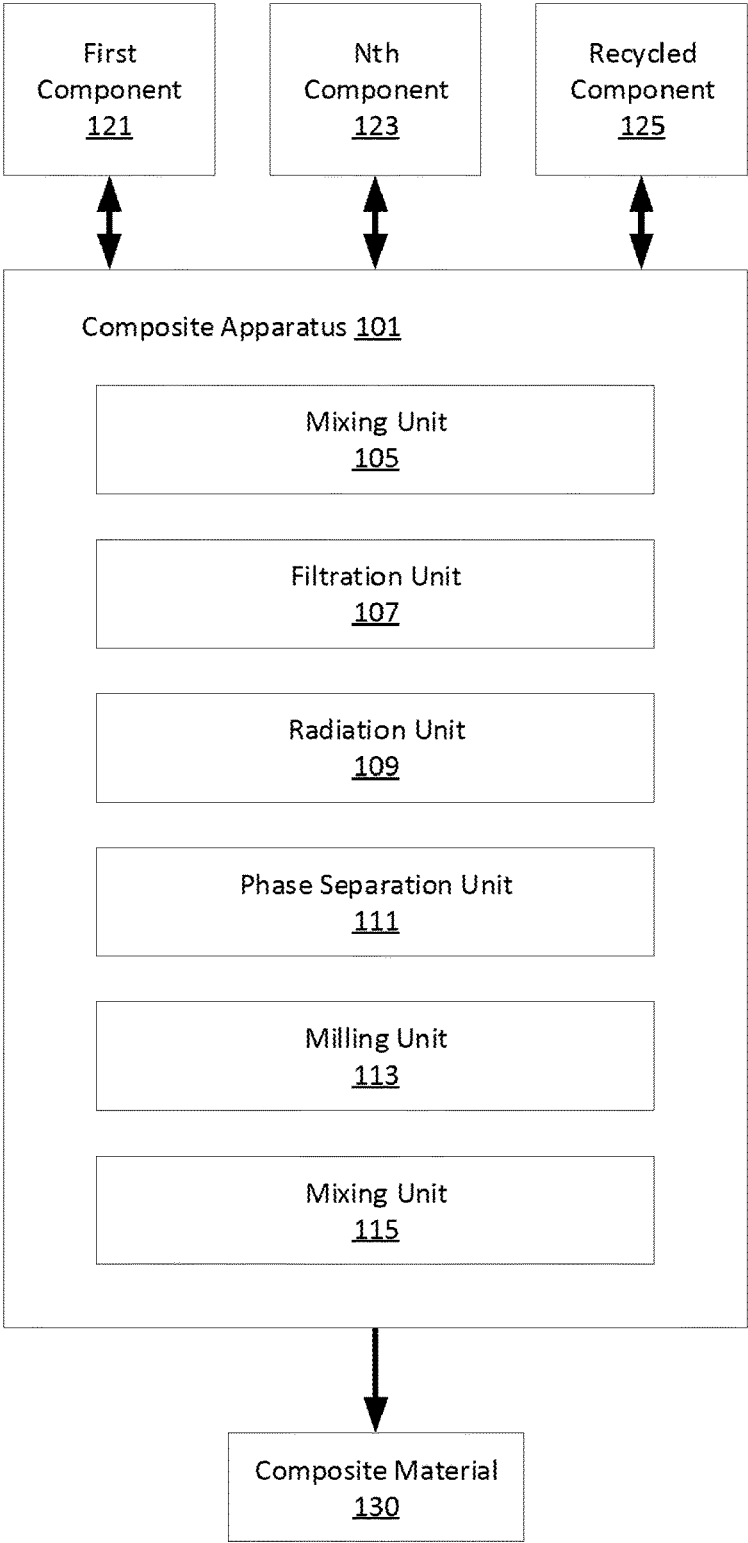 First
Component
121
Nth
Component
123
Recycled
Component
125
Composite Apparatus 101
Mixing Unit
105
Filtration Unit
107
Radiation Unit
109
Phase Separation Unit
111
Milling Unit
113
Mixing Unit
115
Composite Material
130